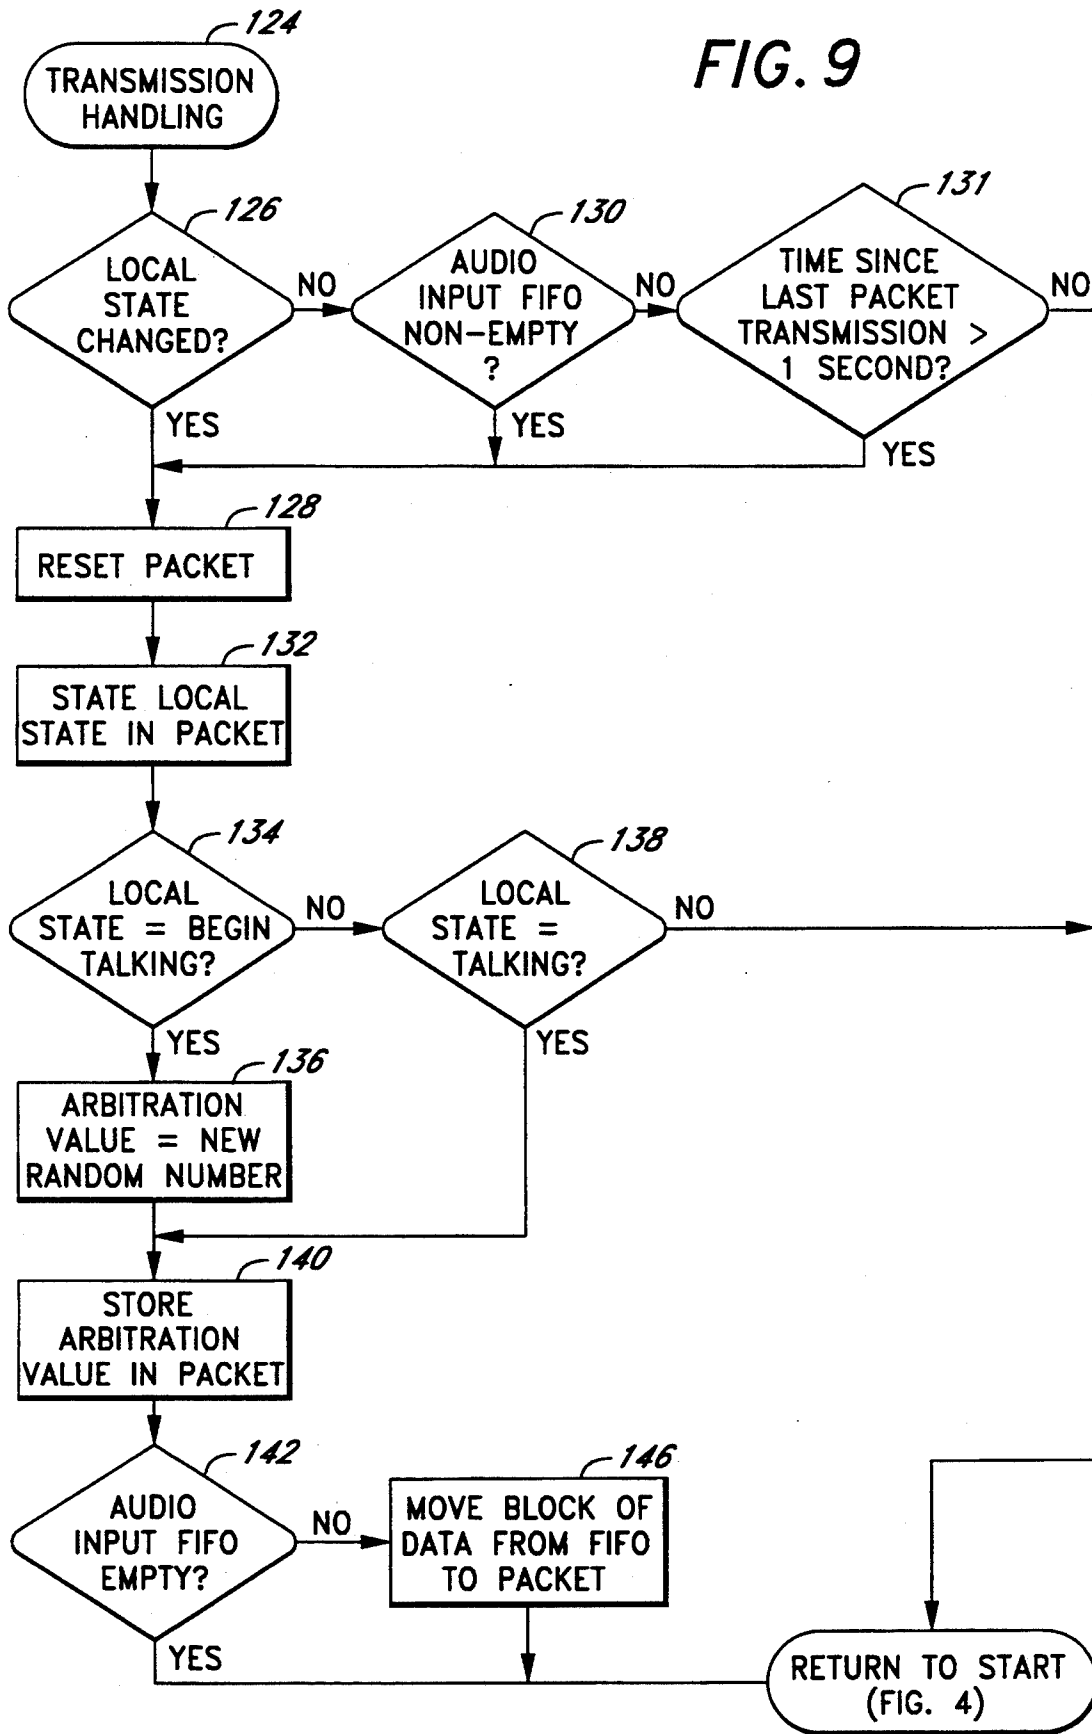 FIG. 9
124
TRANSMISSION
HANDLING
126
LOCAL
STATE
CHANGED?
NO
YES
130
AUDIO
INPUT FIFO
NON-EMPTY
?
NO
YES
131
TIME SINCE
LAST PACKET
TRANSMISSION >
1 SECOND?
NO
YES
128
RESET PACKET
132
STATE LOCAL
STATE IN PACKET
134
LOCAL
STATE = BEGIN
TALKING?
NO
YES
138
LOCAL
STATE =
TALKING?
NO
YES
136
ARBITRATION
VALUE = NEW
RANDOM NUMBER
140
STORE
ARBITRATION
VALUE IN PACKET
142
AUDIO
INPUT FIFO
EMPTY?
NO
YES
146
MOVE BLOCK OF
DATA FROM FIFO
TO PACKET
RETURN TO START
(FIG. 4)